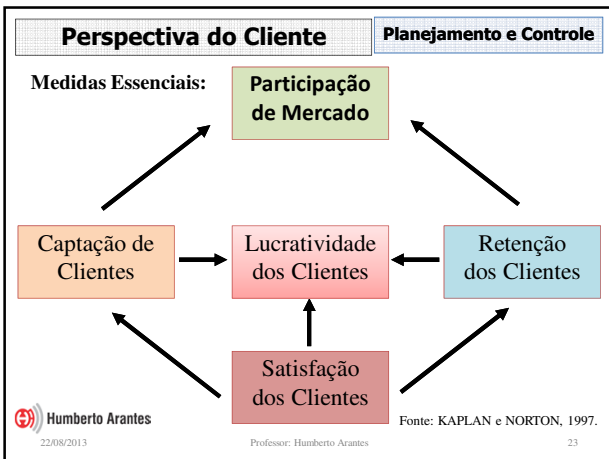 Perspectiva do Cliente
Planejamento e Controle
Medidas Essenciais:
Participação
de Mercado
Captação de
Clientes
Lucratividade
dos Clientes
Retenção
dos Clientes
Satisfação
dos Clientes
Humberto Arantes
Fonte: KAPLAN e NORTON, 1997.
22/08/2013
Professor: Humberto Arantes
23